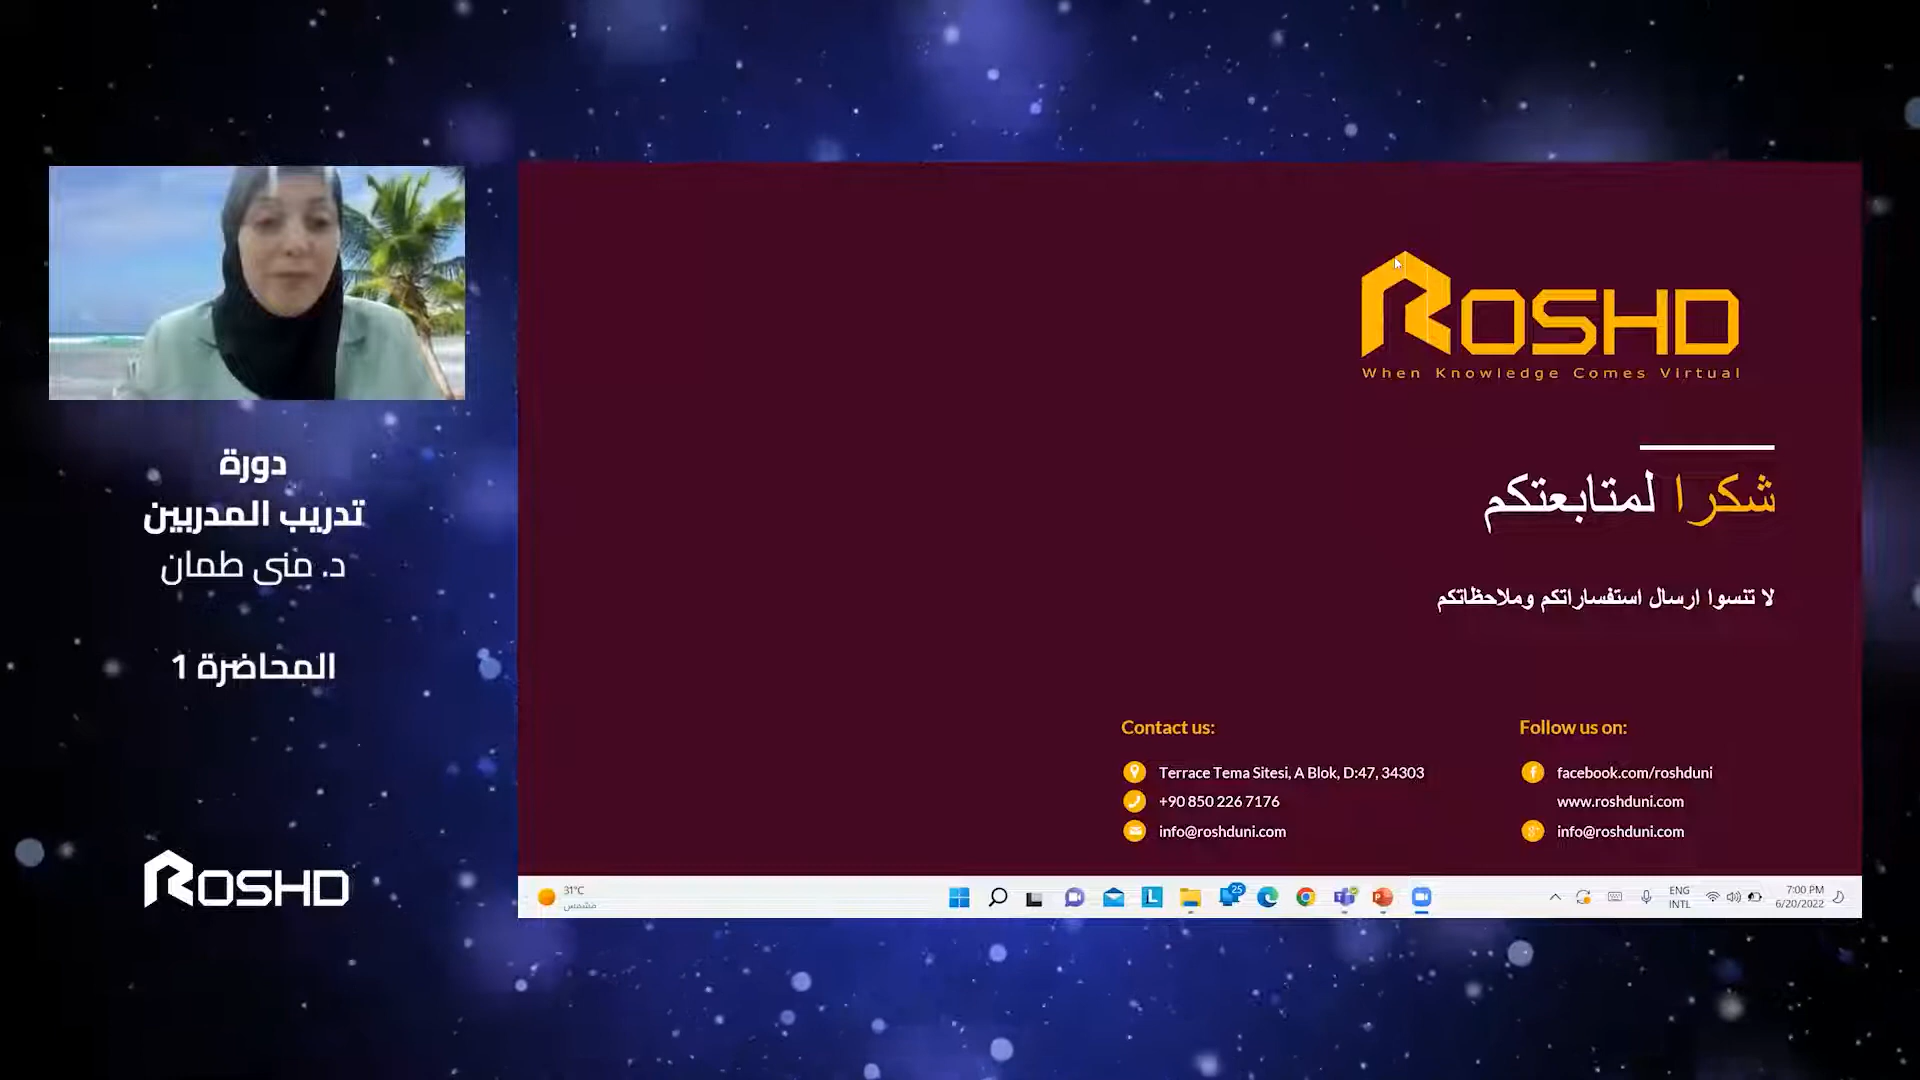 دورة
تدريب المدربين
د. منى طمان
المحاضرة 1
ROSHD
ROSHD
When Knowledge Comes Virtual
شكرا لمتابعتكم
لا تنسوا ارسال استفساراتكم وملاحظاتكم
Contact us:
Terrace Tema Sitesi, A Blok, D:47, 34303
+90 850 226 7176
info@roshduni.com
Follow us on:
facebook.com/roshduni
www.roshduni.com
info@roshduni.com
31°C
مشمس
25
ENG
INTL
7:00 PM
6/20/2022